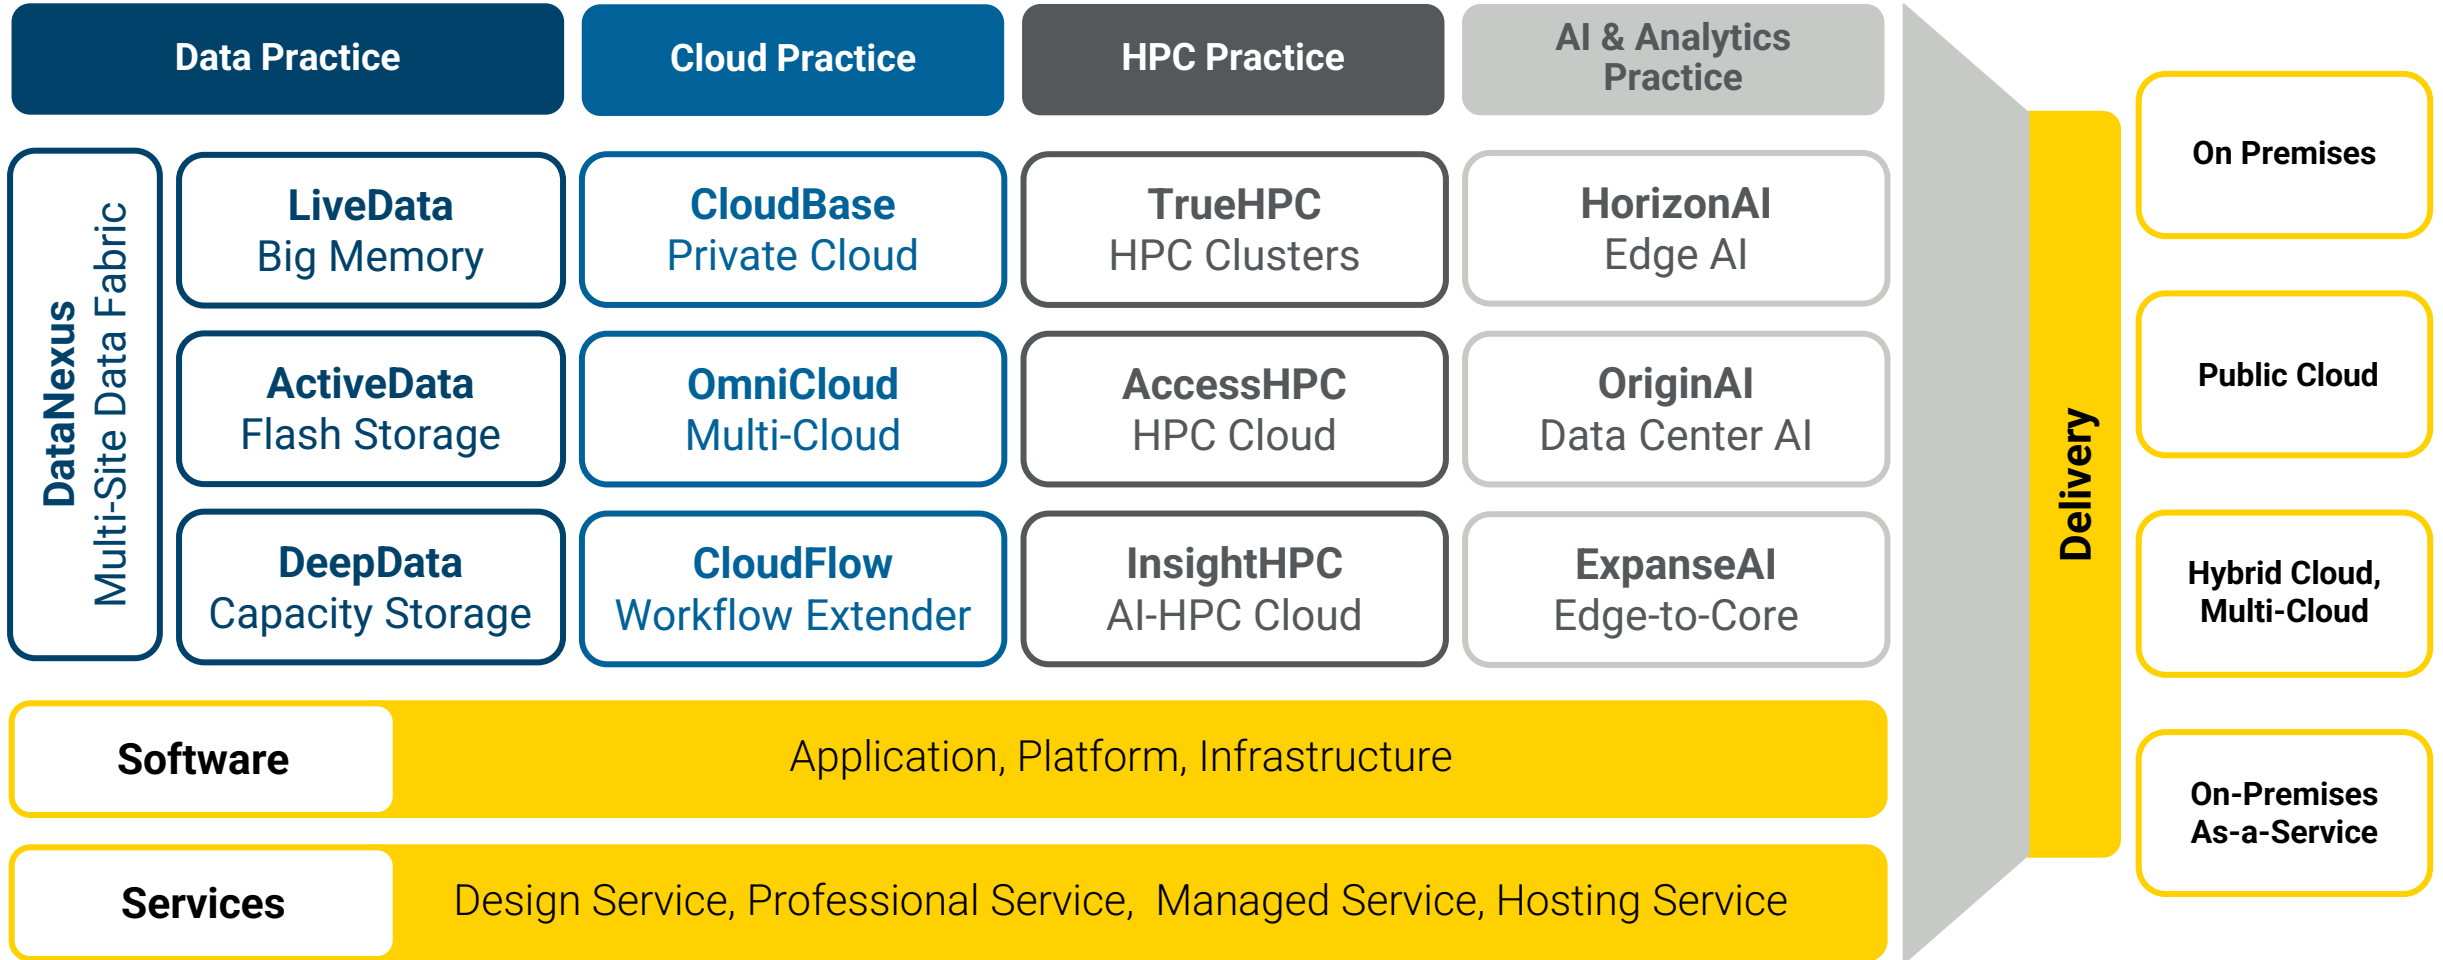 Data Practice
Cloud Practice
HPC Practice
AI & Analytics
Practice
DataNexus
Multi-Site Data Fabric
LiveData
Big Memory
CloudBase
Private Cloud
TrueHPC
HPC Clusters
HorizonAI
Edge AI
ActiveData
Flash Storage
OmniCloud
Multi-Cloud
AccessHPC
HPC Cloud
OriginAI
Data Center AI
DeepData
Capacity Storage
CloudFlow
Workflow Extender
InsightHPC
AI-HPC Cloud
ExpanseAI
Edge-to-Core
Software
Application, Platform, Infrastructure
Services
Design Service, Professional Service,  Managed Service, Hosting Service
Delivery
On Premises
Public Cloud
Hybrid Cloud,
Multi-Cloud
On-Premises
As-a-Service